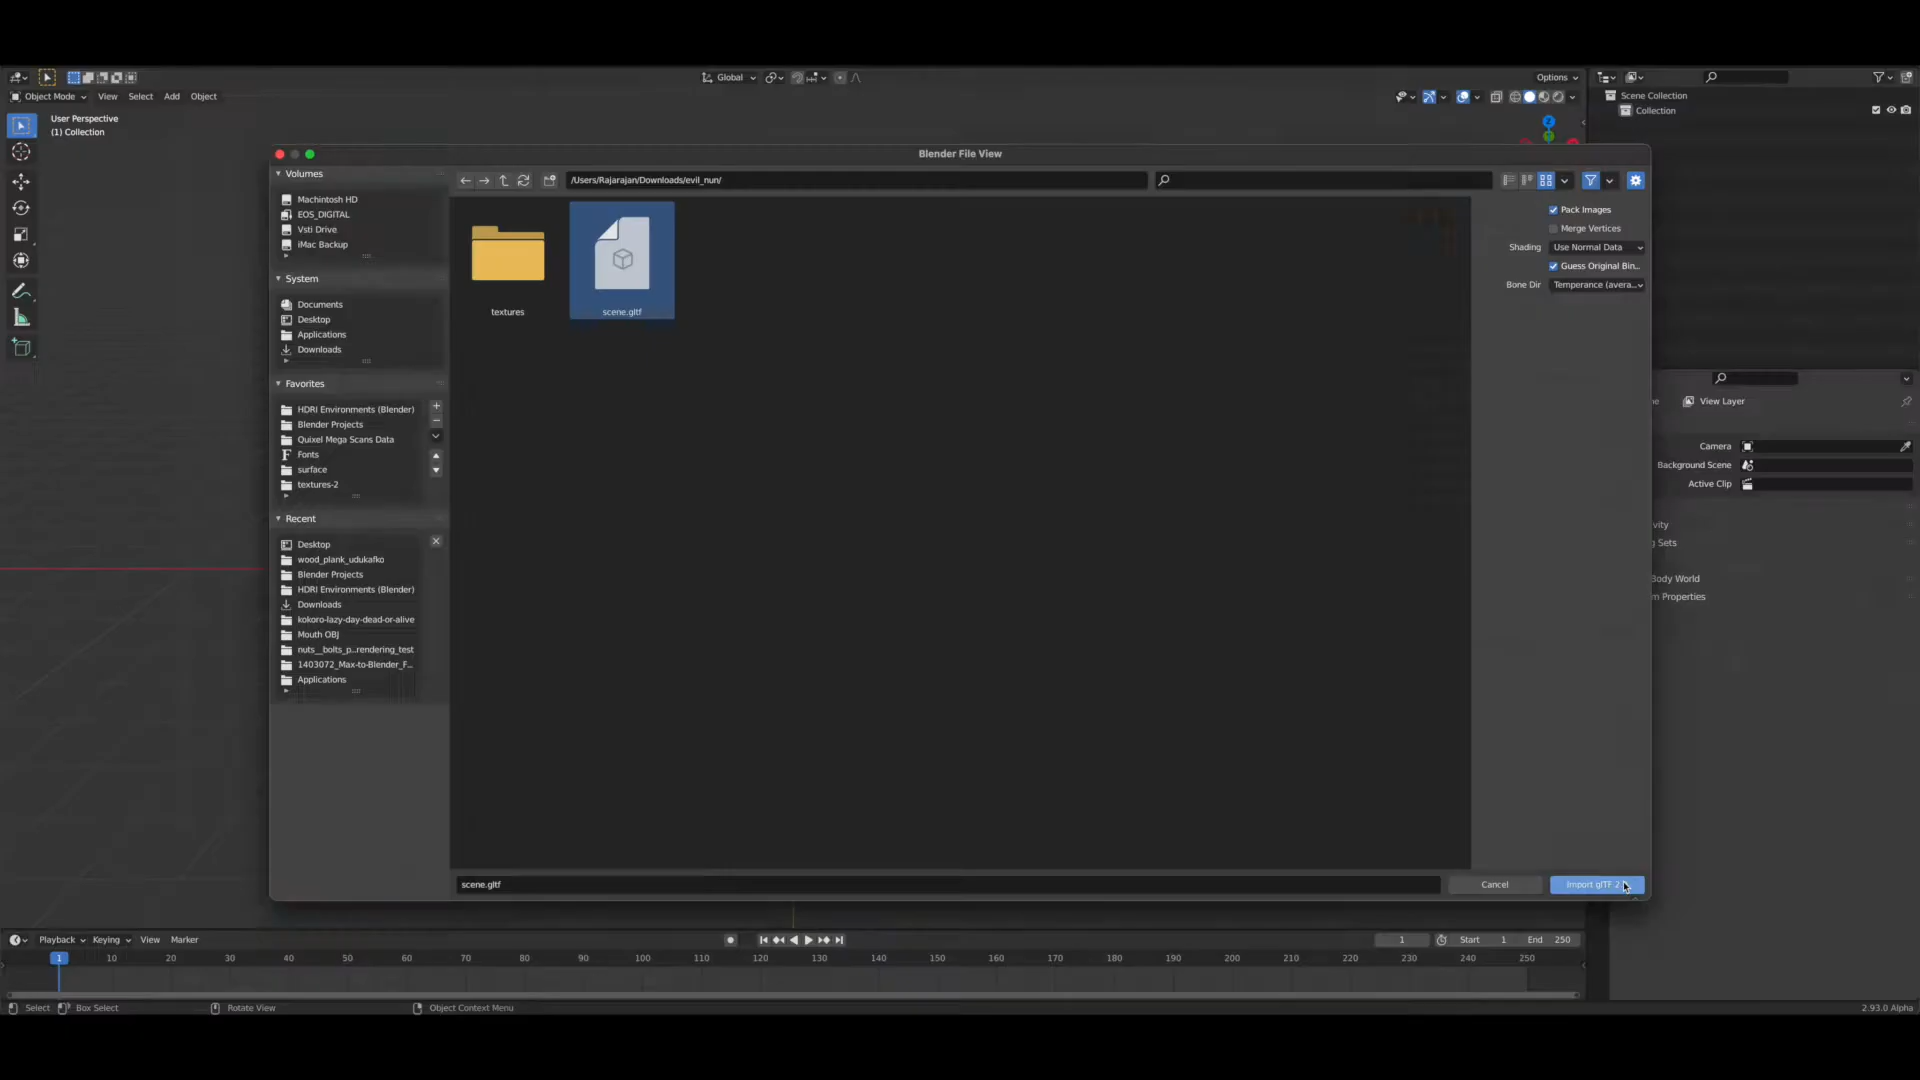 Global
Options
Object Mode
View
Select
Add
Object
Scene Collection
Collection
User Perspective
(1) Collection
Z
Blender File View
Volumes
Machintosh HD
EOS_DIGITAL
Vsti Drive
iMac Backup
/Users/Rajarajan/Downloads/evil_nun/
textures
scene.gltf
Pack Images
Merge Vertices
Shading
Use Normal Data
Guess Original Bin...
Bone Dir
Temperance (avera...
System
Documents
Desktop
Applications
Downloads
Favorites
HDRI Environments (Blender)
Blender Projects
Quixel Mega Scans Data
Fonts
surface
textures-2
Recent
Desktop
wood_plank_udukafko
Blender Projects
HDRI Environments (Blender)
Downloads
kokoro-lazy-day-dead-or-alive
Mouth OBJ
nuts__bolts_p...rendering_test
1403072_Max-to-Blender_F...
Applications
ne
View Layer
Camera
Background Scene
Active Clip
vity
g Sets
Body World
m Properties
scene.gltf
Cancel
Import glTF 2.
Playback
Keying
View
Marker
1
Start 1
End 250
1 10 20 30 40 50 60 70 80 90 100 110 120 130 140 150 160 170 180 190 200 210 220 230 240 250
Select
Box Select
Rotate View
Object Context Menu
2.93.0 Alpha